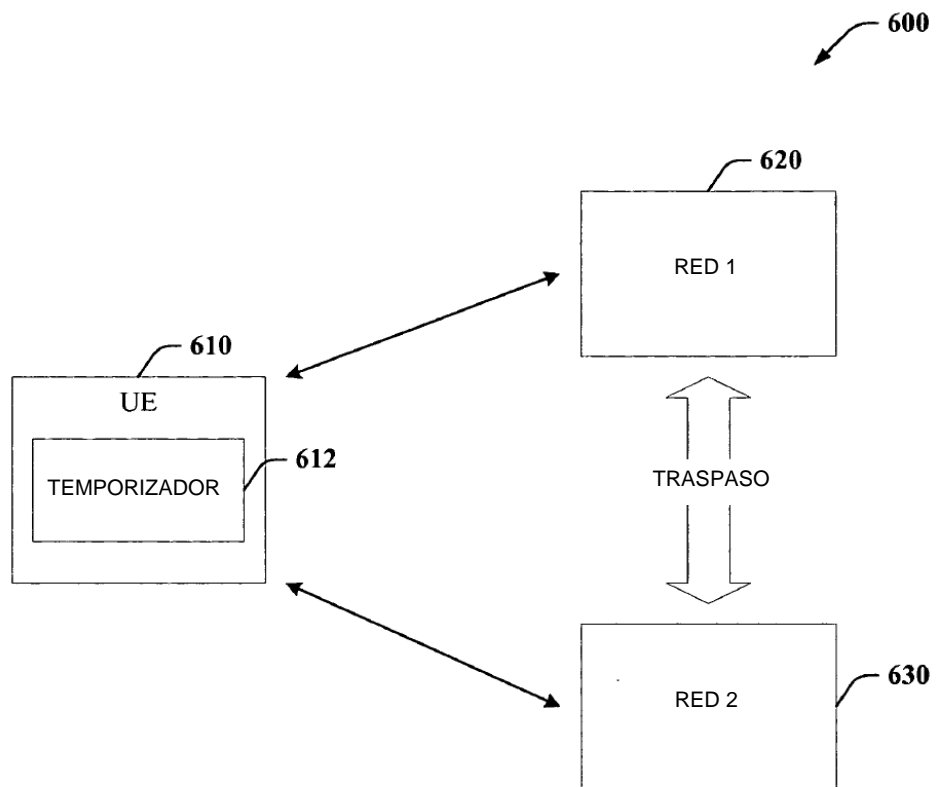 600
620
RED 1
610
UE
TEMPORIZADOR
612
TRASPASO
RED 2
630